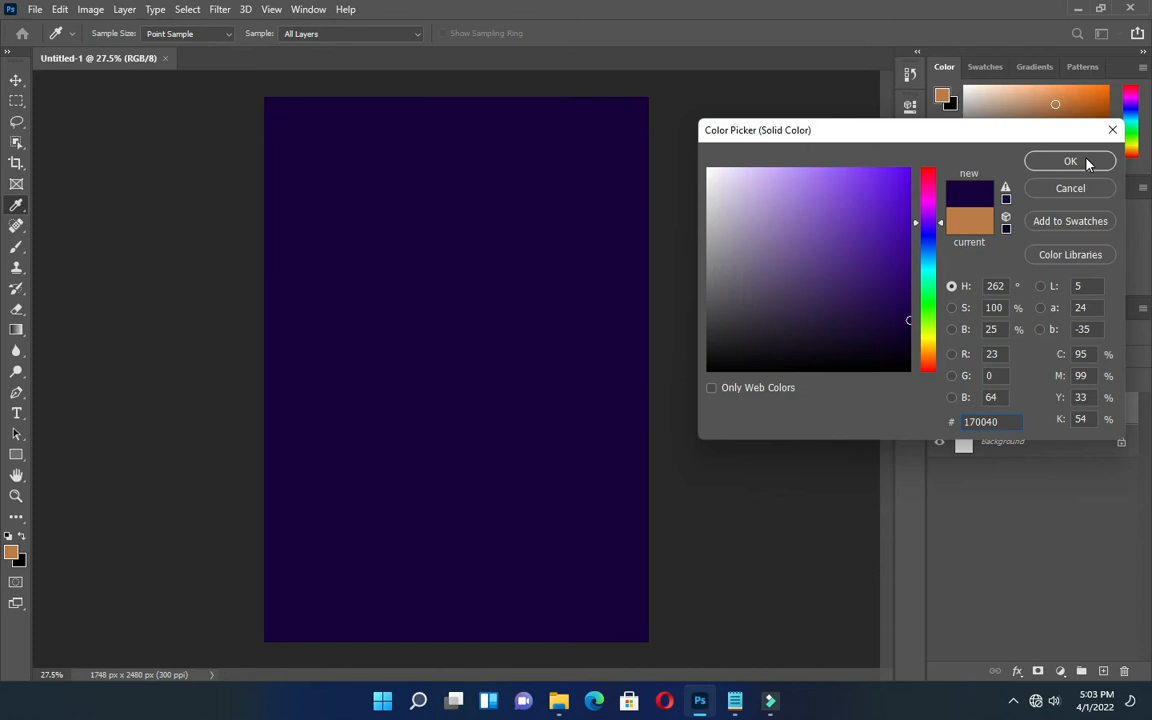 Ps File Edit Image Layer Type Select Filter 3D View Window Help
Sample Size: Point Sample Sample: All Layers Show Sampling Ring
Untitled-1 @ 27.5% (RGB/8)
Color Swatches Gradients Patterns
Color Picker (Solid Color)
OK
new
Cancel
Add to Swatches
current
Color Libraries
H: 262 ° L: 5
S: 100 % a: 24
B: 25 % b: -35
R: 23 C: 95 %
G: 0 M: 99 %
Only Web Colors
B: 64 Y: 33 %
# 170040 K: 54 %
Background
27.5% 1748 px x 2480 px (300 ppi)
Ps
5:03 PM
4/1/2022